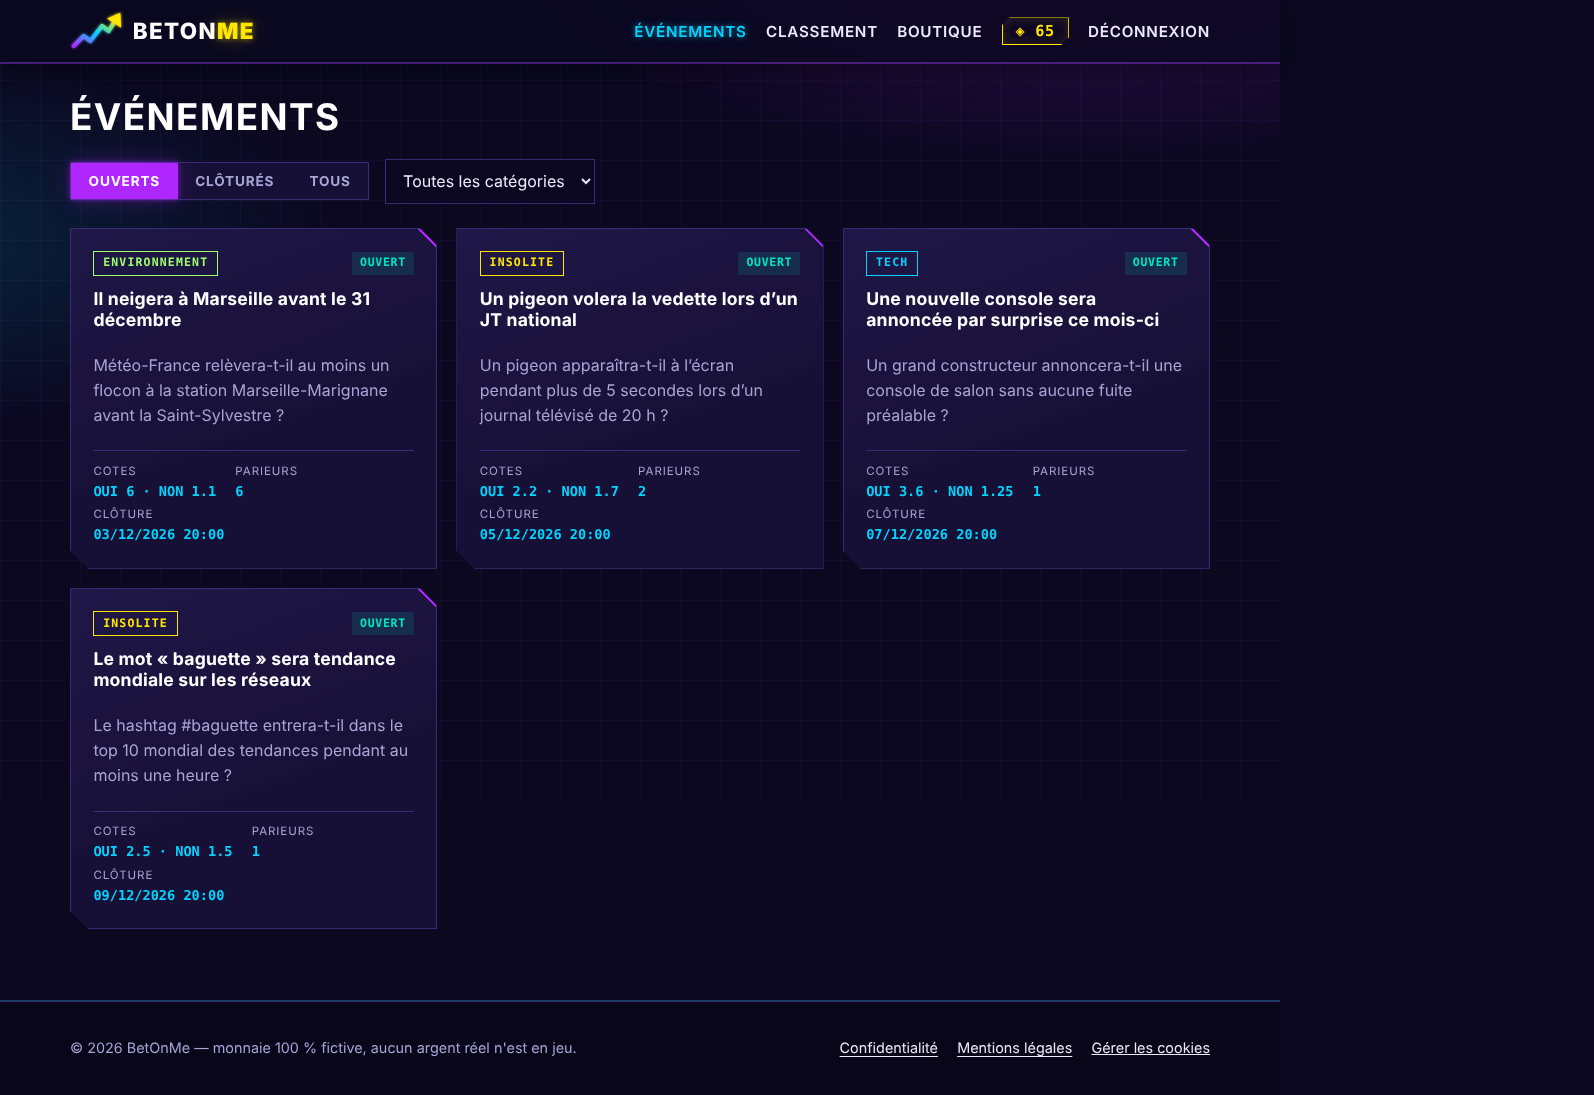 BETONME
ÉVÉNEMENTS
CLASSEMENT
BOUTIQUE
◈ 65
DÉCONNEXION
ÉVÉNEMENTS
OUVERTS
CLÔTURÉS
TOUS
Toutes les catégories
ENVIRONNEMENT
OUVERT
Il neigera à Marseille avant le 31
décembre
Météo-France relèvera-t-il au moins un
flocon à la station Marseille-Marignane
avant la Saint-Sylvestre ?
COTES
PARIEURS
OUI 6 · NON 1.1
6
CLÔTURE
03/12/2026 20:00
INSOLITE
OUVERT
Un pigeon volera la vedette lors d’un
JT national
Un pigeon apparaîtra-t-il à l’écran
pendant plus de 5 secondes lors d’un
journal télévisé de 20 h ?
COTES
PARIEURS
OUI 2.2 · NON 1.7
2
CLÔTURE
05/12/2026 20:00
TECH
OUVERT
Une nouvelle console sera
annoncée par surprise ce mois-ci
Un grand constructeur annoncera-t-il une
console de salon sans aucune fuite
préalable ?
COTES
PARIEURS
OUI 3.6 · NON 1.25
1
CLÔTURE
07/12/2026 20:00
INSOLITE
OUVERT
Le mot « baguette » sera tendance
mondiale sur les réseaux
Le hashtag #baguette entrera-t-il dans le
top 10 mondial des tendances pendant au
moins une heure ?
COTES
PARIEURS
OUI 2.5 · NON 1.5
1
CLÔTURE
09/12/2026 20:00
© 2026 BetOnMe — monnaie 100 % fictive, aucun argent réel n'est en jeu.
Confidentialité
Mentions légales
Gérer les cookies